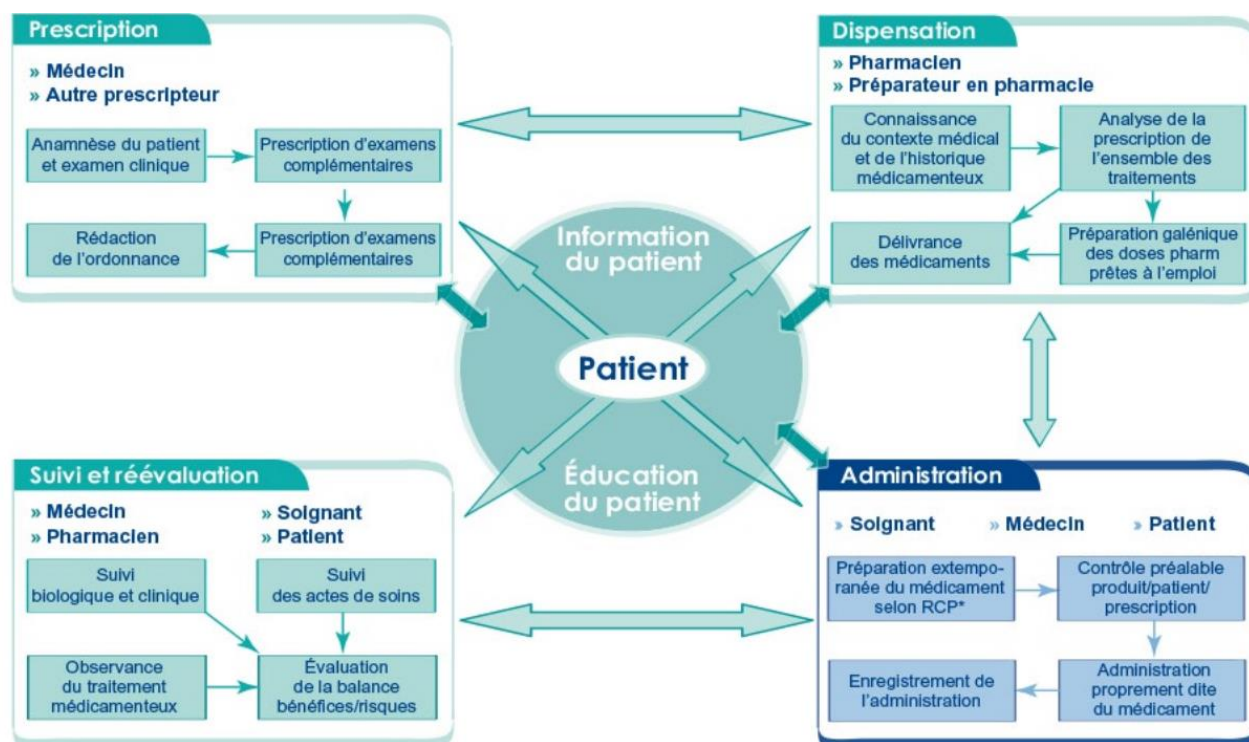 Prescription
» Médecin
» Autre prescripteur
Anamnèse du patient
et examen clinique
Prescription d'examens
complémentaires
Rédaction
de l'ordonnance
Prescription d'examens
complémentaires
Dispensation
» Pharmacien
» Préparateur en pharmacie
Connaissance
du contexte médical
et de l'historique
médicamenteux
Analyse de la
prescription de
l'ensemble des
traitements
Délivrance
des médicaments
Préparation galénique
des doses pharm
prêtes à l'emploi
Information
du patient
Patient
Éducation
du patient
Suivi et réévaluation
» Médecin
» Pharmacien
» Soignant
» Patient
Suivi
biologique et clinique
Suivi
des actes de soins
Observance
du traitement
médicamenteux
Évaluation
de la balance
bénéfices/risques
Administration
» Soignant
» Médecin
» Patient
Préparation extempo-
ranée du médicament
selon RCP*
Contrôle préalable
produit/patient/
prescription
Enregistrement de
l'administration
Administration
proprement dite
du médicament